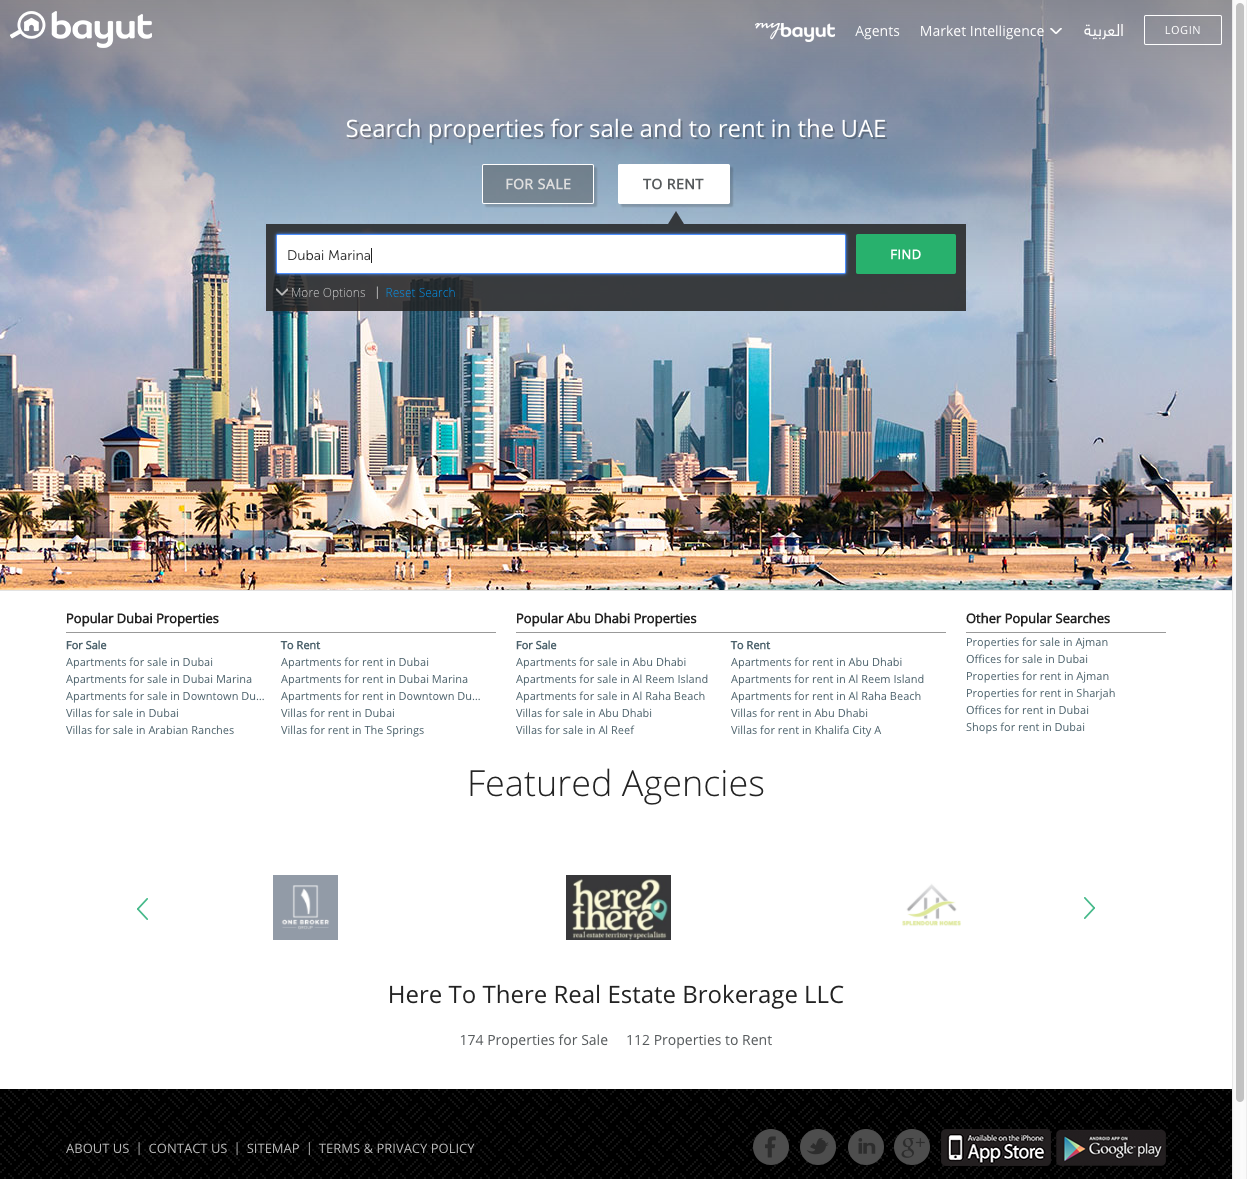 bayut
mybayut Agents Market Intelligence العربية LOGIN
Search properties for sale and to rent in the UAE
FOR SALE TO RENT
Dubai Marina FIND
More Options | Reset Search
Popular Dubai Properties
For Sale
Apartments for sale in Dubai
Apartments for sale in Dubai Marina
Apartments for sale in Downtown Du...
Villas for sale in Dubai
Villas for sale in Arabian Ranches
To Rent
Apartments for rent in Dubai
Apartments for rent in Dubai Marina
Apartments for rent in Downtown Du...
Villas for rent in Dubai
Villas for rent in The Springs
Popular Abu Dhabi Properties
For Sale
Apartments for sale in Abu Dhabi
Apartments for sale in Al Reem Island
Apartments for sale in Al Raha Beach
Villas for sale in Abu Dhabi
Villas for sale in Al Reef
To Rent
Apartments for rent in Abu Dhabi
Apartments for rent in Al Reem Island
Apartments for rent in Al Raha Beach
Villas for rent in Abu Dhabi
Villas for rent in Khalifa City A
Other Popular Searches
Properties for sale in Ajman
Offices for sale in Dubai
Properties for rent in Ajman
Properties for rent in Sharjah
Offices for rent in Dubai
Shops for rent in Dubai
Featured Agencies
ONE BROKER
GROUP
here2
there
real estate territory specialists
SPLENDOUR HOMES
Here To There Real Estate Brokerage LLC
174 Properties for Sale 112 Properties to Rent
ABOUT US | CONTACT US | SITEMAP | TERMS & PRIVACY POLICY
f
in
g+
Available on the iPhone
App Store
ANDROID APP ON
Google play